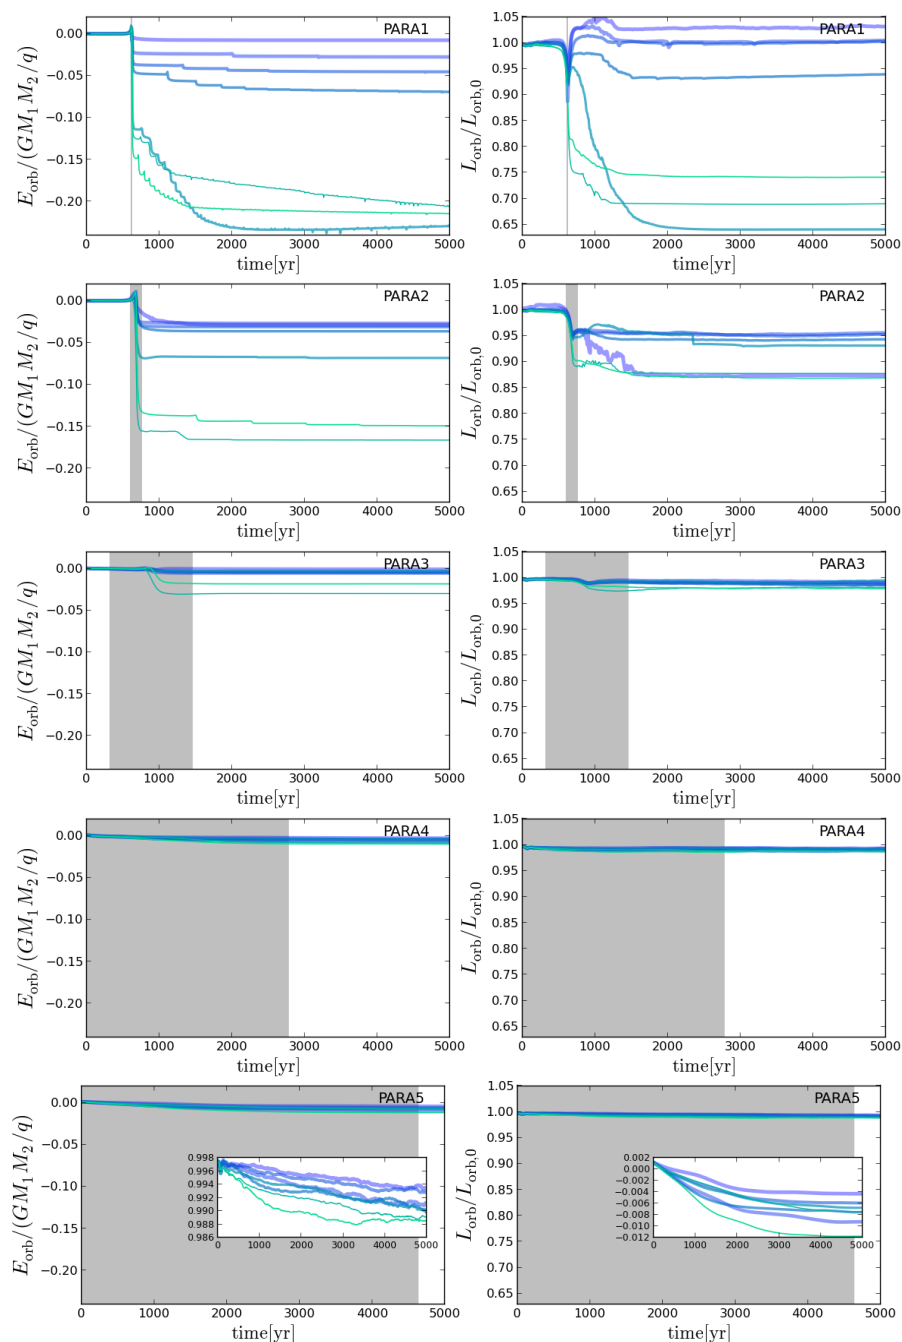 PARA1
0.00
−0.05
−0.10
−0.15
−0.20
E_orb/(GM_1M_2/q)
0 1000 2000 3000 4000 5000
time[yr]
PARA1
1.05
1.00
0.95
0.90
0.85
0.80
0.75
0.70
0.65
L_orb/L_orb,0
0 1000 2000 3000 4000 5000
time[yr]
PARA2
0.00
−0.05
−0.10
−0.15
−0.20
E_orb/(GM_1M_2/q)
0 1000 2000 3000 4000 5000
time[yr]
PARA2
1.05
1.00
0.95
0.90
0.85
0.80
0.75
0.70
0.65
L_orb/L_orb,0
0 1000 2000 3000 4000 5000
time[yr]
PARA3
0.00
−0.05
−0.10
−0.15
−0.20
E_orb/(GM_1M_2/q)
0 1000 2000 3000 4000 5000
time[yr]
PARA3
1.05
1.00
0.95
0.90
0.85
0.80
0.75
0.70
0.65
L_orb/L_orb,0
0 1000 2000 3000 4000 5000
time[yr]
PARA4
0.00
−0.05
−0.10
−0.15
−0.20
E_orb/(GM_1M_2/q)
0 1000 2000 3000 4000 5000
time[yr]
PARA4
1.05
1.00
0.95
0.90
0.85
0.80
0.75
0.70
0.65
L_orb/L_orb,0
0 1000 2000 3000 4000 5000
time[yr]
PARA5
0.00
−0.05
−0.10
−0.15
−0.20
E_orb/(GM_1M_2/q)
0.998
0.996
0.994
0.992
0.990
0.988
0.986
0 1000 2000 3000 4000 5000
0 1000 2000 3000 4000 5000
time[yr]
PARA5
1.05
1.00
0.95
0.90
0.85
0.80
0.75
0.70
0.65
L_orb/L_orb,0
0.002
0.000
−0.002
−0.004
−0.006
−0.008
−0.010
−0.012
0 1000 2000 3000 4000 5000
0 1000 2000 3000 4000 5000
time[yr]